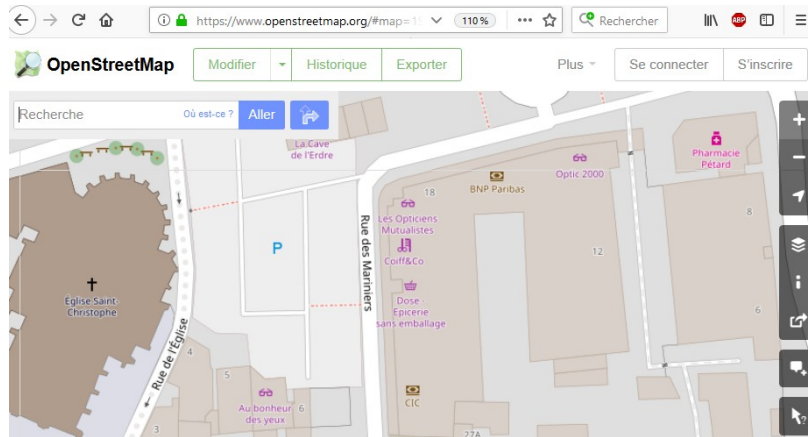 https://www.openstreetmap.org/#map=15
110 %
Rechercher
ABP
OpenStreetMap
Modifier
Historique
Exporter
Plus
Se connecter
S'inscrire
Recherche
Où est-ce ?
Aller
La Cave
de l'Erdre
Pharmacie
Pétard
Optic 2000
BNP Paribas
18
Les Opticiens
Mutualistes
Coiff&Co
8
P
12
Rue des Mariniers
Église Saint-
Christophe
Dose -
Epicerie
sans emballage
6
Rue de l'Église
4
5
Au bonheur
des yeux
6
CIC
3
27A